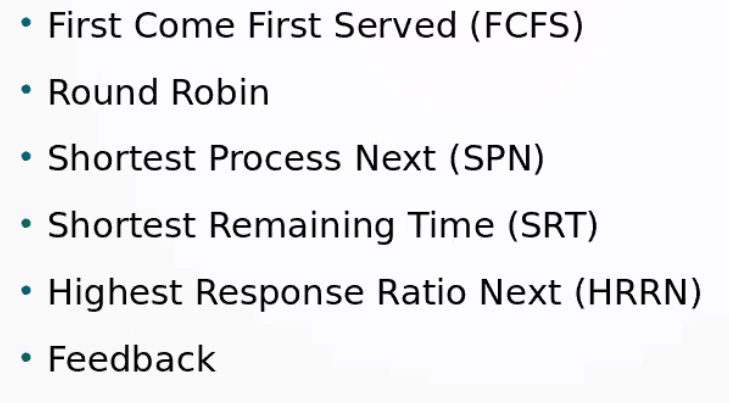 • First Come First Served (FCFS)
• Round Robin
• Shortest Process Next (SPN)
• Shortest Remaining Time (SRT)
• Highest Response Ratio Next (HRRN)
• Feedback